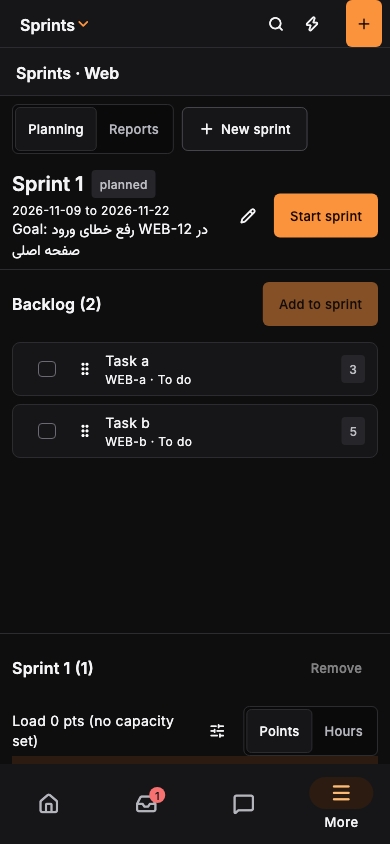 Sprints
Sprints · Web
Planning
Reports
New sprint
Sprint 1
planned
2026-11-09 to 2026-11-22
Goal: رفع خطای ورود WEB-12 در
صفحه اصلی
Start sprint
Backlog (2)
Add to sprint
Task a
WEB-a · To do
3
Task b
WEB-b · To do
5
Sprint 1 (1)
Remove
Load 0 pts (no capacity
set)
Points
Hours
1
More